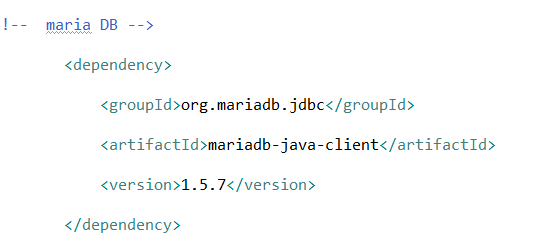 !--  maria DB -->
<dependency>
<groupId>org.mariadb.jdbc</groupId>
<artifactId>mariadb-java-client</artifactId>
<version>1.5.7</version>
</dependency>